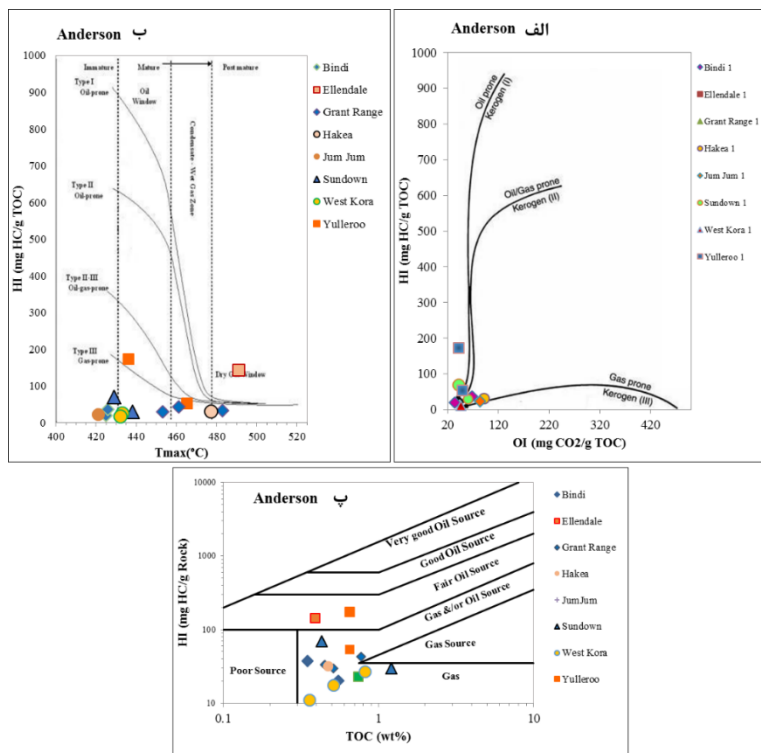 Anderson ب
Immature
Mature
Post mature
Type I
Oil-prone
Oil
Window
Condensate - Wet Gas Zone
Type II
Oil-prone
Type II-III
Oil-gas-prone
Type III
Gas-prone
HI (mg HC/g TOC)
1000
900
800
700
600
500
400
300
200
100
0
400 420 440 460 480 500 520
Tmax(°C)
Bindi
Ellendale
Grant Range
Hakea
Jum Jum
Sundown
West Kora
Yulleroo
Anderson الف
Oil prone
Kerogen (I)
Oil/Gas prone
Kerogen (II)
Gas prone
Kerogen (III)
HI (mg HC/g TOC)
1000
900
800
700
600
500
400
300
200
100
0
20 120 220 320 420
OI (mg CO2/g TOC)
Bindi 1
Ellendale 1
Grant Range 1
Hakea 1
Jum Jum 1
Sundown 1
West Kora 1
Yulleroo 1
Anderson پ
Very good Oil Source
Good Oil Source
Fair Oil Source
Gas &/or Oil Source
Gas Source
Gas
Poor Source
HI (mg HC/g Rock)
10000
1000
100
10
0.1 1 10
TOC (wt%)
Bindi
Ellendale
Grant Range
Hakea
JumJum
Sundown
West Kora
Yulleroo